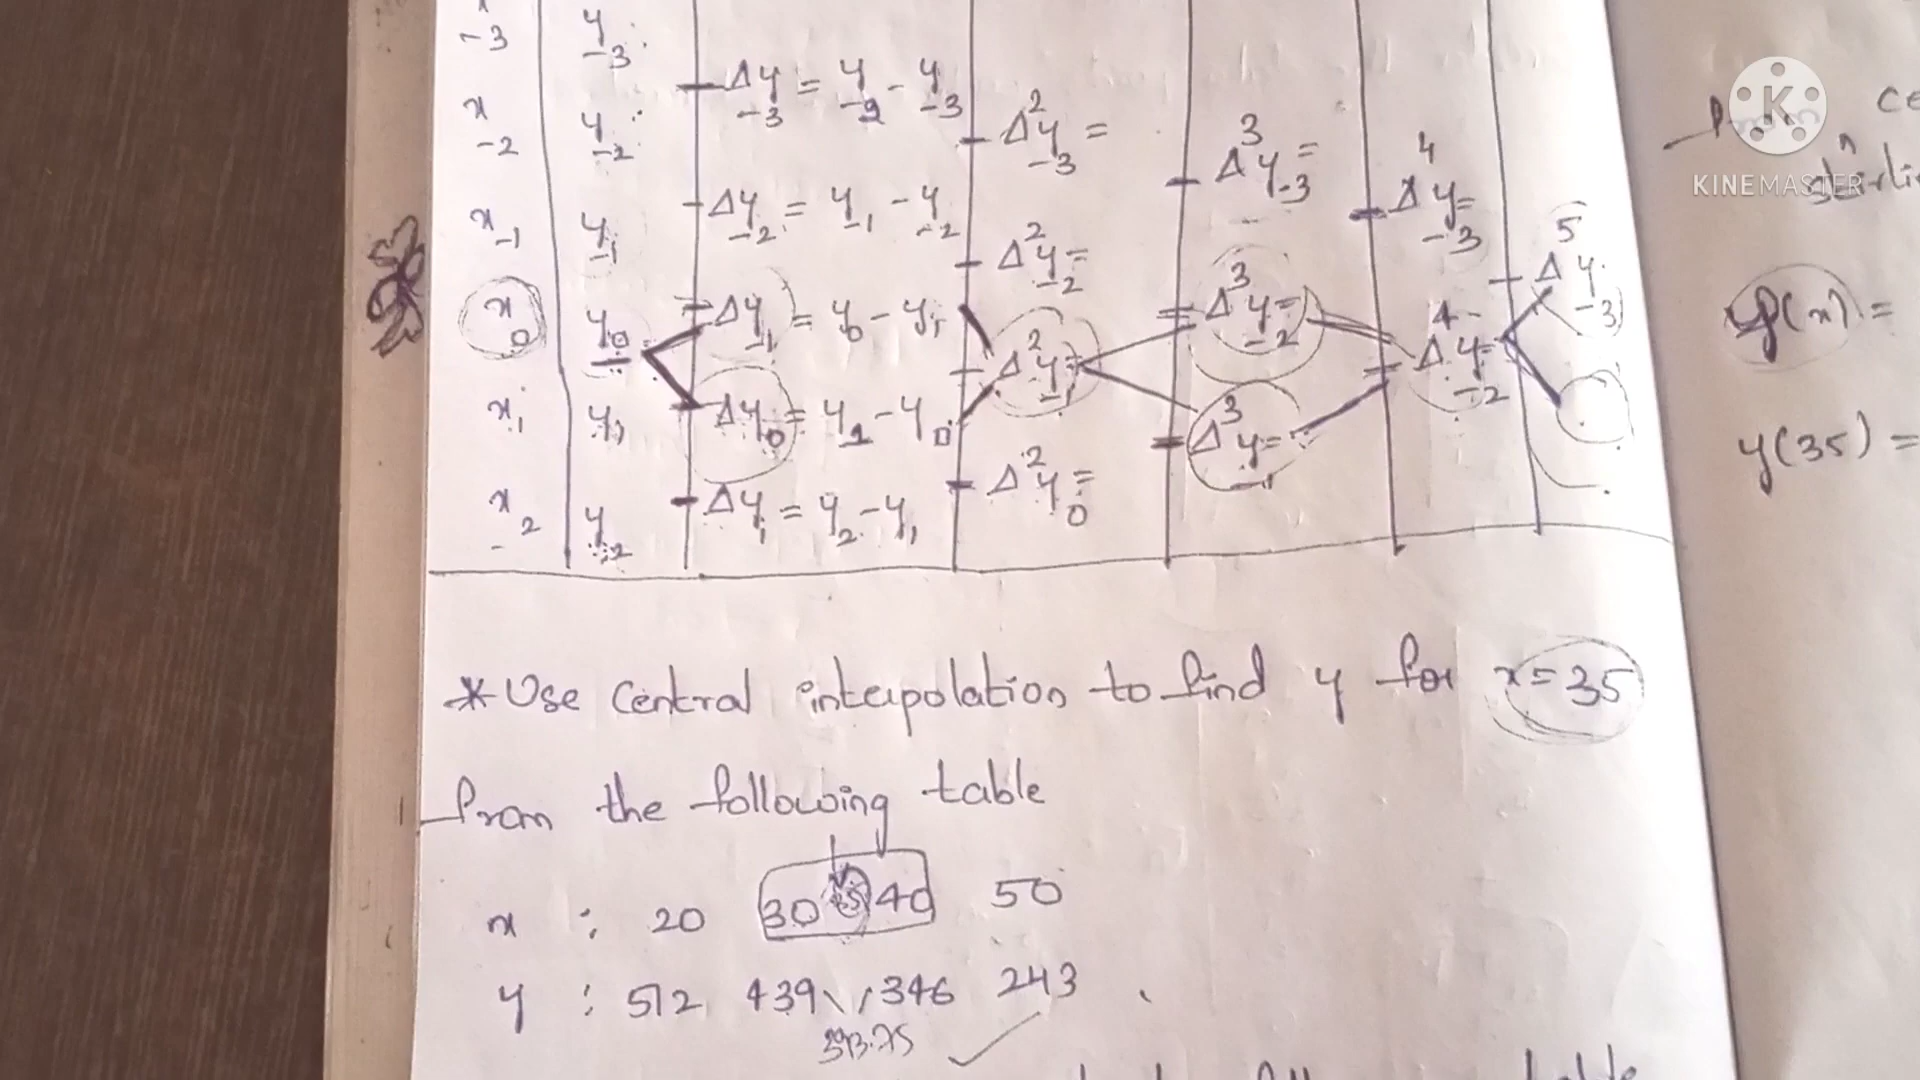 x₋₃ y₋₃
Δy₋₃ = y₋₂ - y₋₃
x₋₂ y₋₂ Δ²y₋₃ =
Δy₋₂ = y₋₁ - y₋₂ Δ³y₋₃ =
x₋₁ y₋₁ Δ²y₋₂ = Δ⁴y₋₃ =
x₀ y₀ Δy₋₁ = y₀ - y₋₁ Δ³y₋₂ = Δ⁵y₋₃
Δ²y₋₁ = Δ⁴y₋₂ =
x₁ y₁ Δy₀ = y₁ - y₀ Δ³y₋₁ =
Δ²y₀ =
x₂ y₂ Δy₁ = y₂ - y₁
* Use Central interpolation to find y for x = 35
from the following table
x : 20 30 35 40 50
y : 512 439 346 243
393.75
K
KINEMASTER
y(x) =
y(35) =